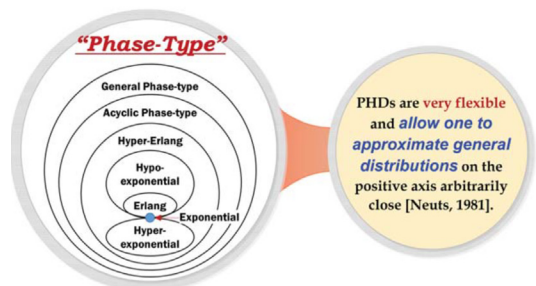 "Phase-Type"
General Phase-type
Acyclic Phase-type
Hyper-Erlang
Hypo-
exponential
Erlang
Exponential
Hyper-
exponential
PHDs are very flexible
and allow one to
approximate general
distributions on the
positive axis arbitrarily
close [Neuts, 1981].